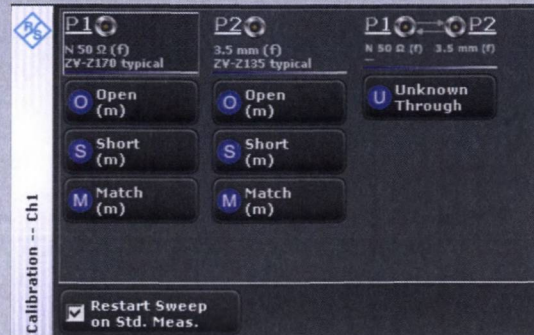 P1
N 50 Ω (f)
ZV-Z170 typical
O Open
(m)
S Short
(m)
M Match
(m)
P2
3.5 mm (f)
ZV-Z135 typical
O Open
(m)
S Short
(m)
M Match
(m)
P1 P2
N 50 Ω (f) 3.5 mm (f)
--
U Unknown
Through
Restart Sweep
on Std. Meas.
Calibration -- Ch1
R&S